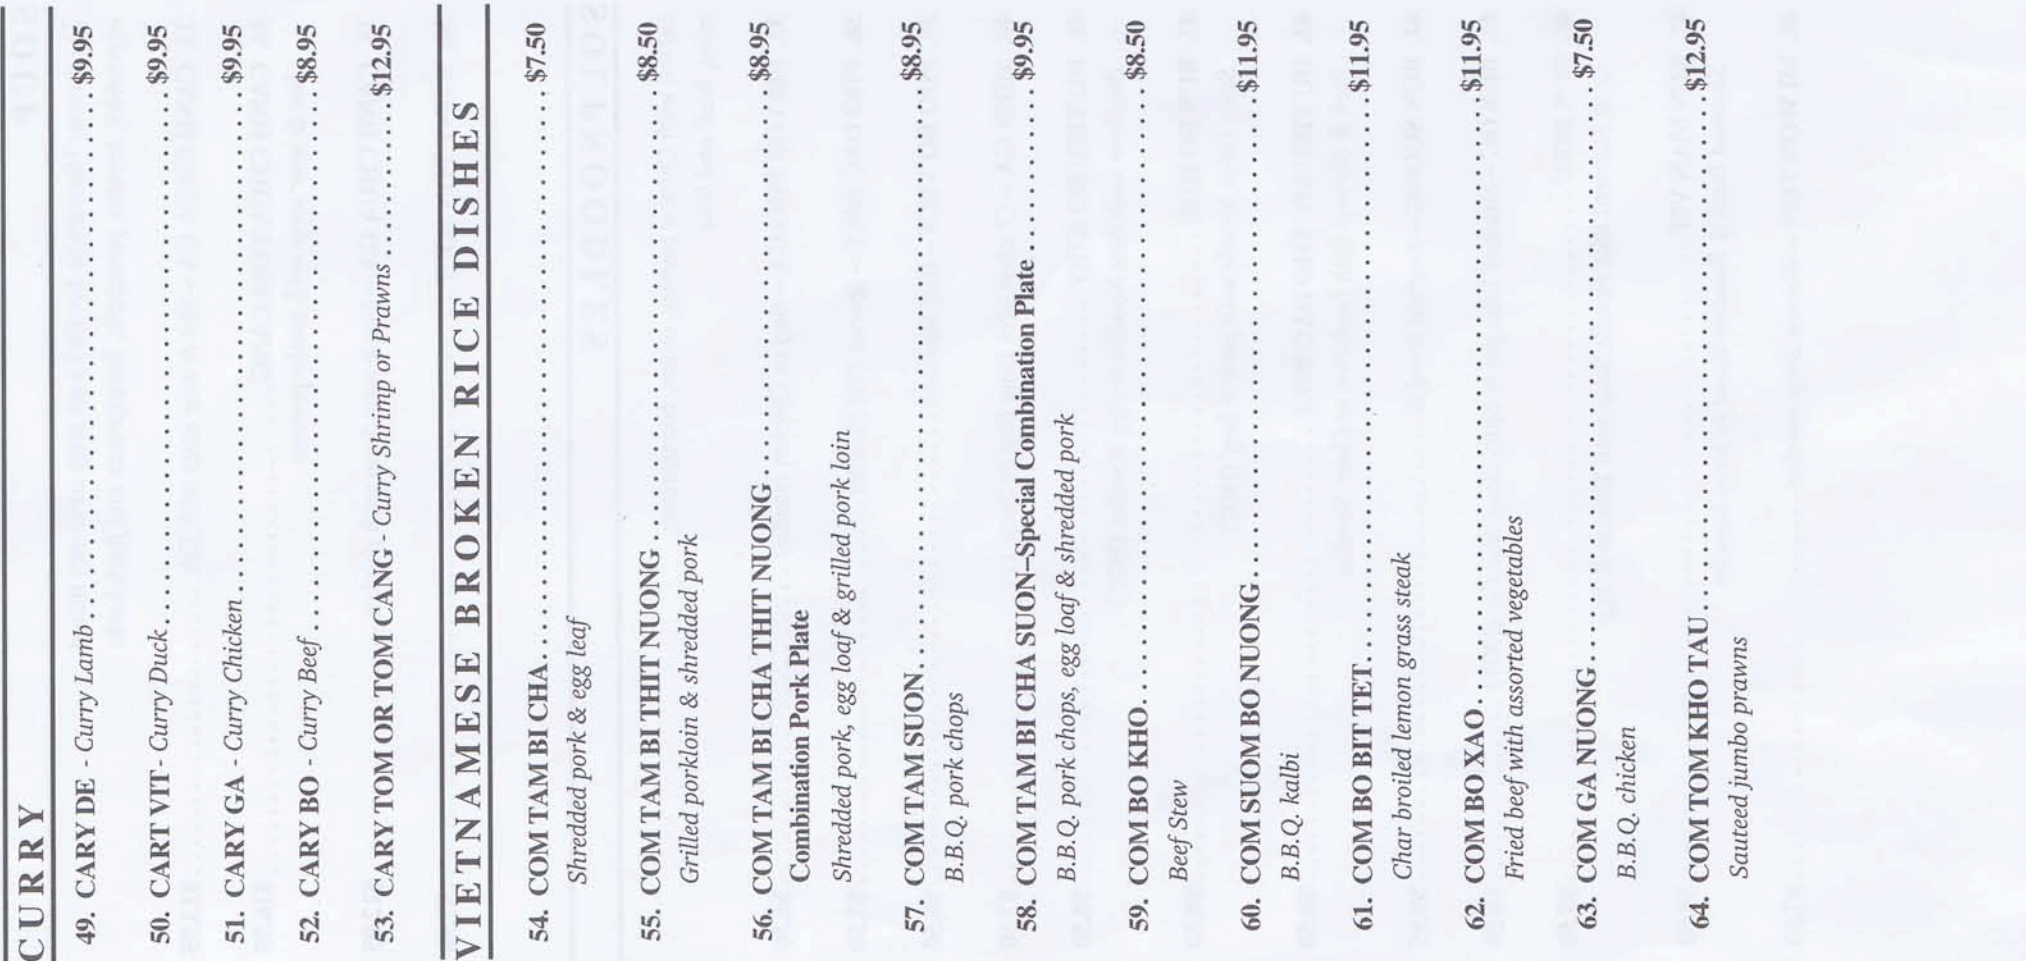 CURRY
49. CARY DE - Curry Lamb $9.95
50. CART VIT - Curry Duck $9.95
51. CARY GA - Curry Chicken $9.95
52. CARY BO - Curry Beef $8.95
53. CARY TOM OR TOM CANG - Curry Shrimp or Prawns $12.95
VIETNAMESE BROKEN RICE DISHES
54. COM TAM BI CHA $7.50
Shredded pork & egg leaf
55. COM TAM BI THIT NUONG $8.50
Grilled porkloin & shredded pork
56. COM TAM BI CHA THIT NUONG $8.95
Combination Pork Plate
Shredded pork, egg loaf & grilled pork loin
57. COM TAM SUON $8.95
B.B.Q. pork chops
58. COM TAM BI CHA SUON–Special Combination Plate $9.95
B.B.Q. pork chops, egg loaf & shredded pork
59. COM BO KHO $8.50
Beef Stew
60. COM SUOM BO NUONG $11.95
B.B.Q. kalbi
61. COM BO BIT TET $11.95
Char broiled lemon grass steak
62. COM BO XAO $11.95
Fried beef with assorted vegetables
63. COM GA NUONG $7.50
B.B.Q. chicken
64. COM TOM KHO TAU $12.95
Sauteed jumbo prawns